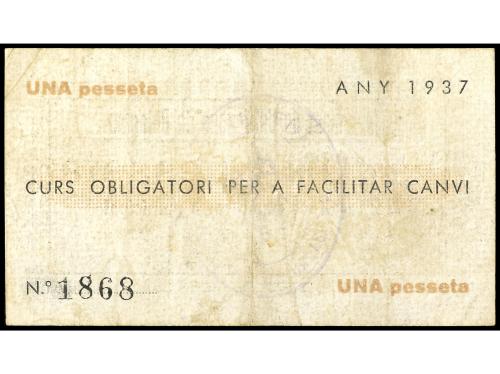 UNA pesseta ANY 1937
CURS OBLIGATORI PER A FACILITAR CANVI
N.º 1868
UNA pesseta